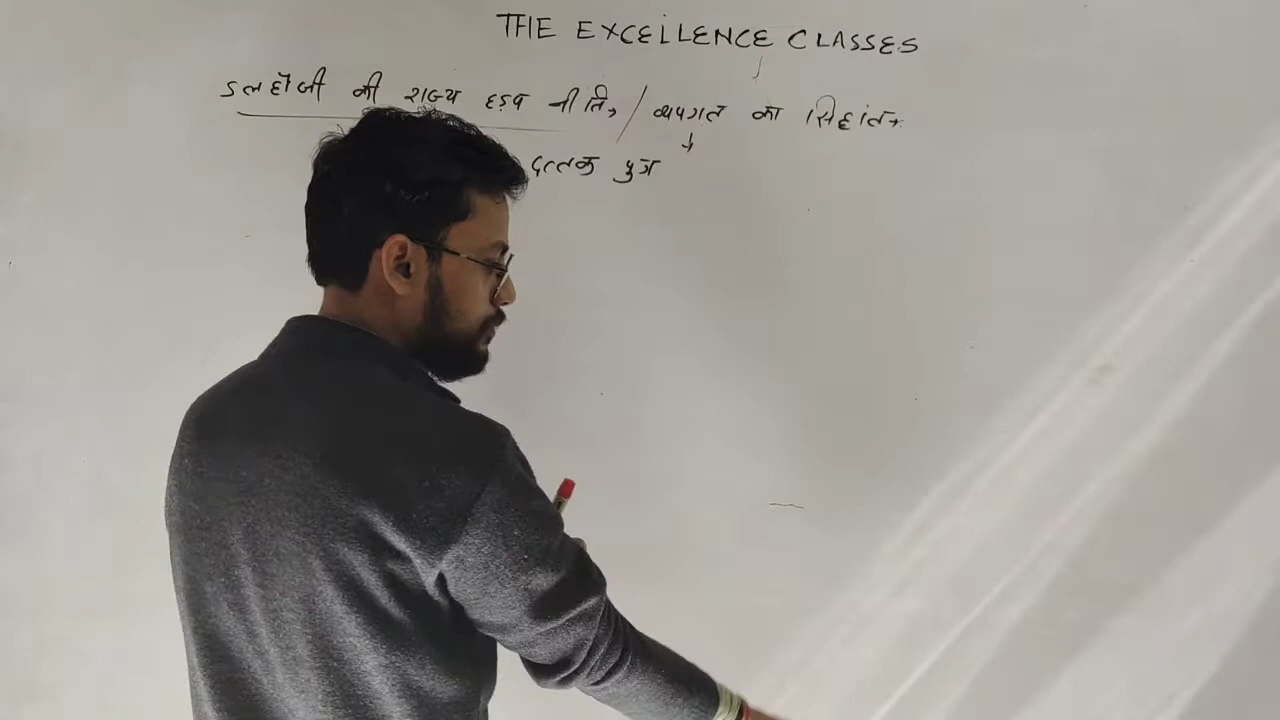 THE EXCELLENCE CLASSES
डलहौजी की राज्य हड़प नीति → / व्यपगत का सिद्धांत →
↓
दत्तक पुत्र